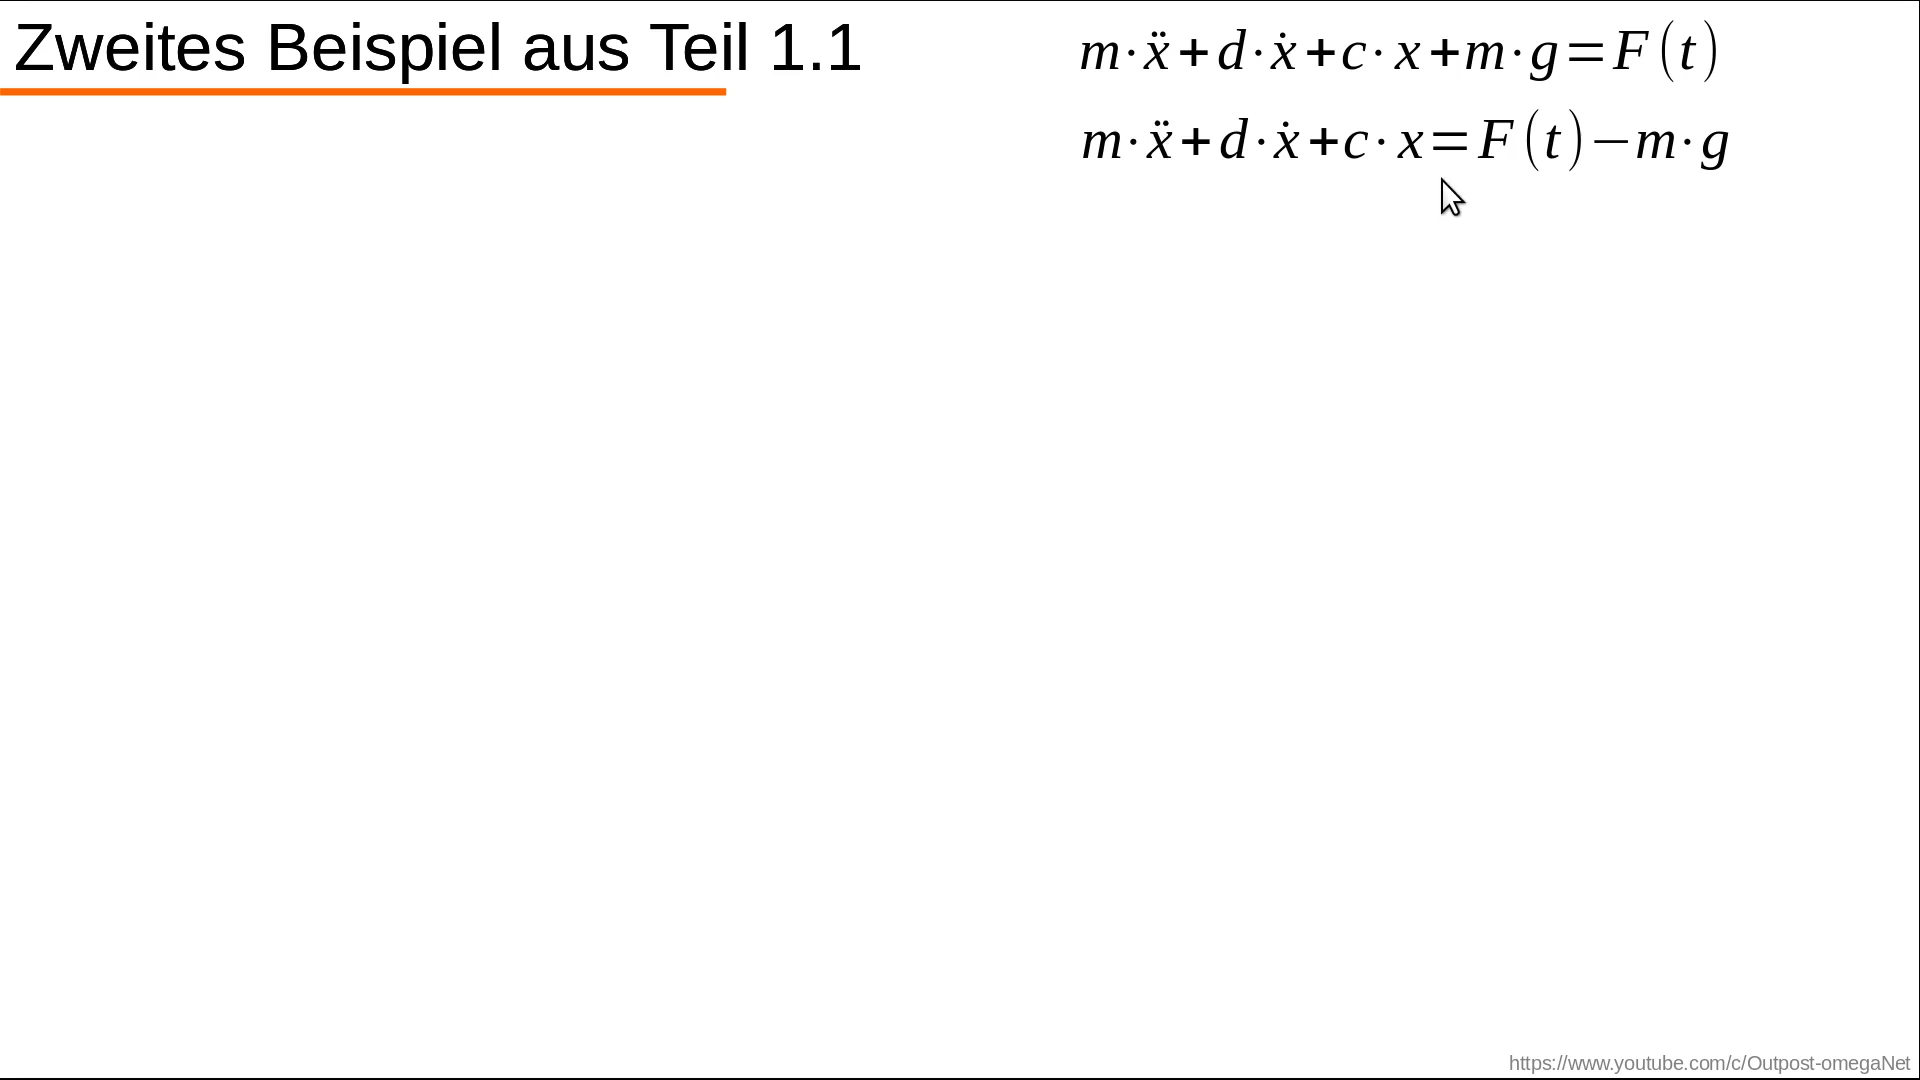 Zweites Beispiel aus Teil 1.1
m·ẍ+d·ẋ+c·x+m·g=F(t)
m·ẍ+d·ẋ+c·x=F(t)−m·g
https://www.youtube.com/c/Outpost-omegaNet